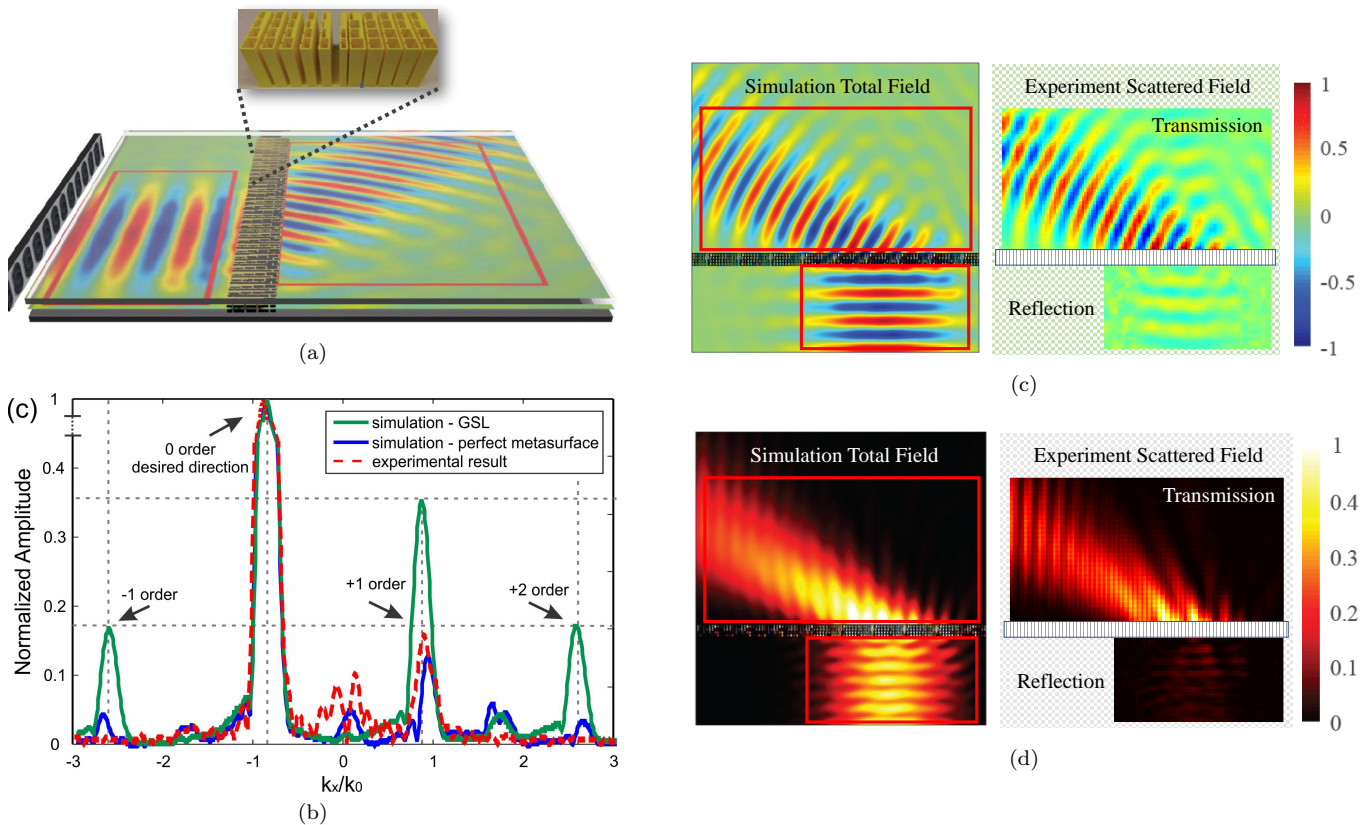 (a)
(c)
1
0.4
0.3
0.2
0.1
0
-3
-2
-1
0
1
2
3
Normalized Amplitude
kx/k0
simulation - GSL
simulation - perfect metasurface
experimental result
0 order
desired direction
-1 order
+1 order
+2 order
(b)
Simulation Total Field
Experiment Scattered Field
Transmission
Reflection
1
0.5
0
-0.5
-1
(c)
Simulation Total Field
Experiment Scattered Field
Transmission
Reflection
1
0.4
0.3
0.2
0.1
0
(d)